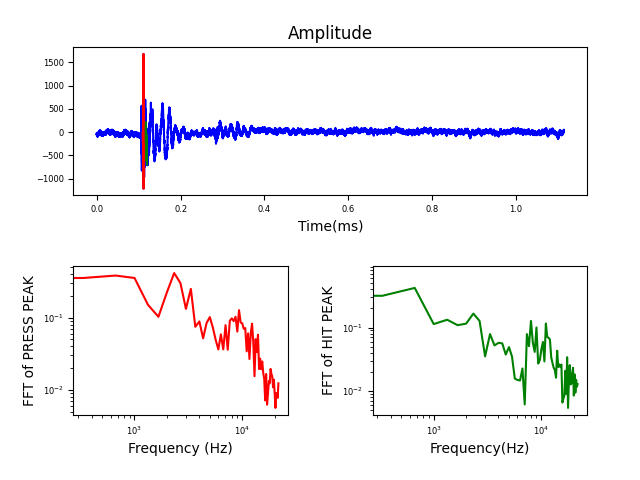 Amplitude
1500
1000
500
0
−500
−1000
0.0 0.2 0.4 0.6 0.8 1.0
Time(ms)
FFT of PRESS PEAK
10⁻¹
10⁻²
10³ 10⁴
Frequency (Hz)
FFT of HIT PEAK
10⁻¹
10⁻²
10³ 10⁴
Frequency(Hz)